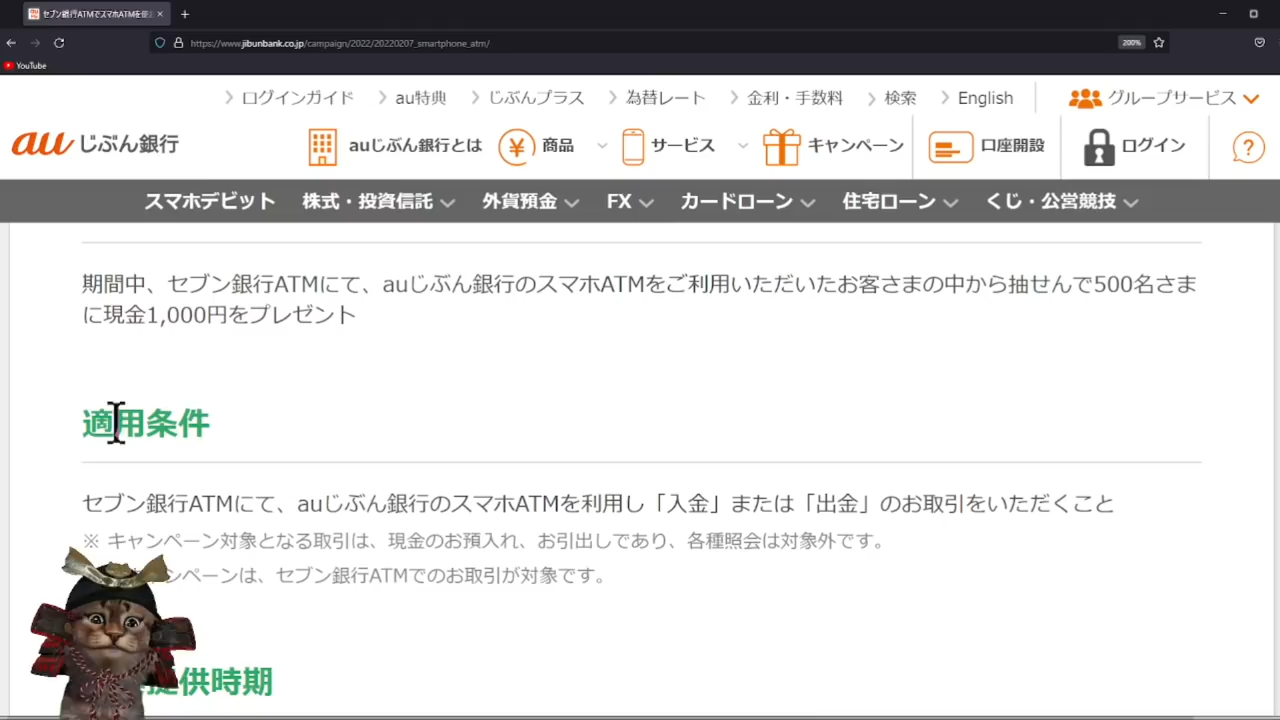 セブン銀行ATMでスマホATMを使
https://www.jibunbank.co.jp/campaign/2022/20220207_smartphone_atm/
200%
YouTube
ログインガイド au特典 じぶんプラス 為替レート 金利・手数料 検索 English グループサービス
au じぶん銀行 auじぶん銀行とは 商品 サービス キャンペーン 口座開設 ログイン
スマホデビット 株式・投資信託 外貨預金 FX カードローン 住宅ローン くじ・公営競技
期間中、セブン銀行ATMにて、auじぶん銀行のスマホATMをご利用いただいたお客さまの中から抽せんで500名さま
に現金1,000円をプレゼント
適用条件
セブン銀行ATMにて、auじぶん銀行のスマホATMを利用し「入金」または「出金」のお取引をいただくこと
※ キャンペーン対象となる取引は、現金のお預入れ、お引出しであり、各種照会は対象外です。
ンペーンは、セブン銀行ATMでのお取引が対象です。
提供時期